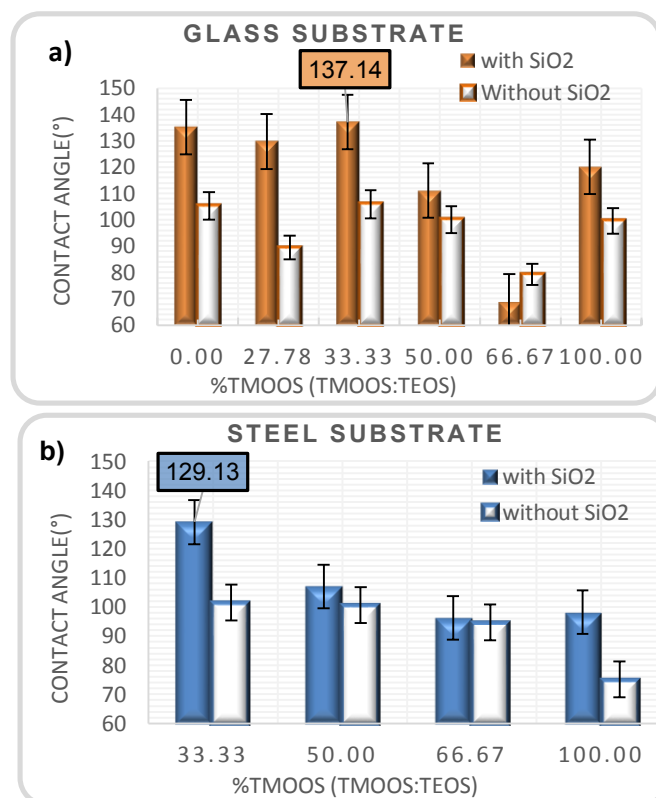 GLASS SUBSTRATE
a)
with SiO2
Without SiO2
137.14
150
140
130
120
110
100
90
80
70
60
CONTACT ANGLE(°)
0.00 27.78 33.33 50.00 66.67 100.00
%TMOOS (TMOOS:TEOS)
STEEL SUBSTRATE
b)
with SiO2
without SiO2
129.13
150
140
130
120
110
100
90
80
70
60
CONTACT ANGLE(°)
33.33 50.00 66.67 100.00
%TMOOS (TMOOS:TEOS)